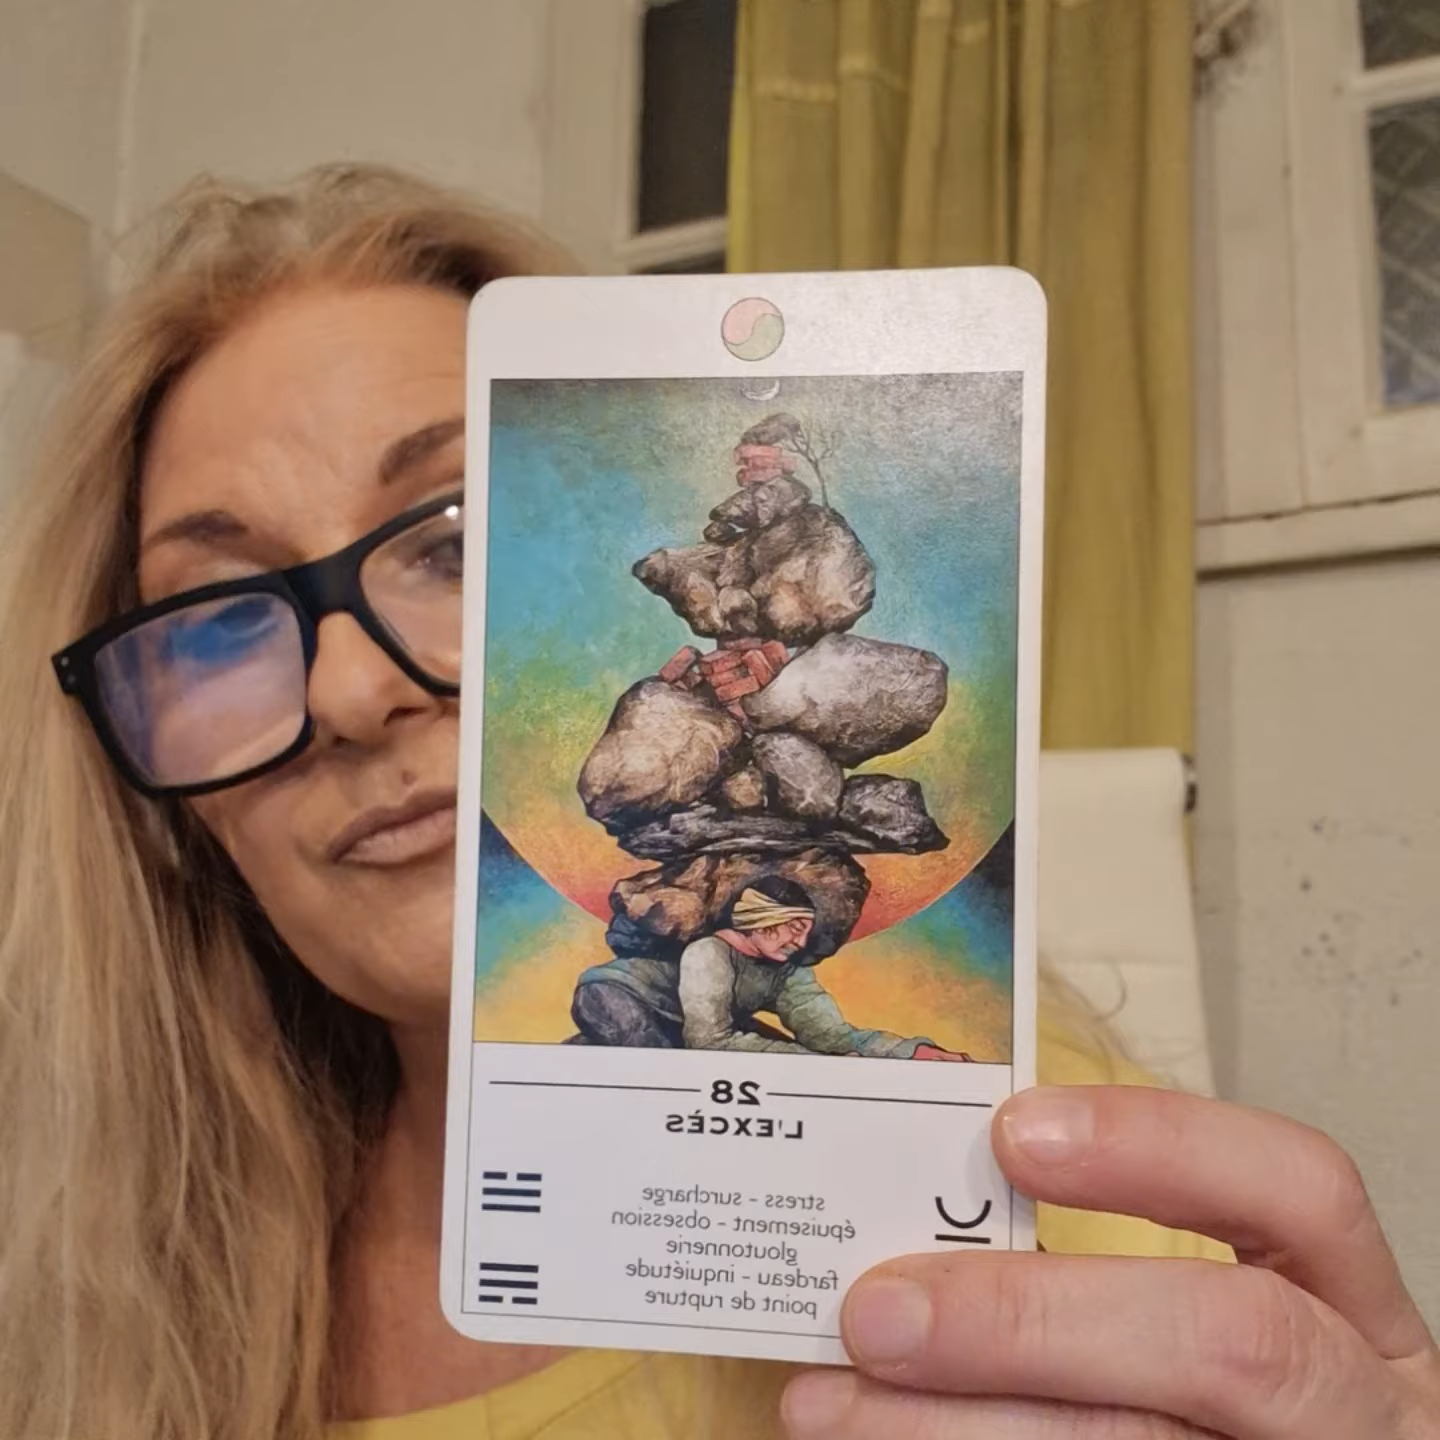 28
L'EXCÈS
stress - surcharge
épuisement - obsession
gloutonnerie
fardeau - inquiétude
point de rupture